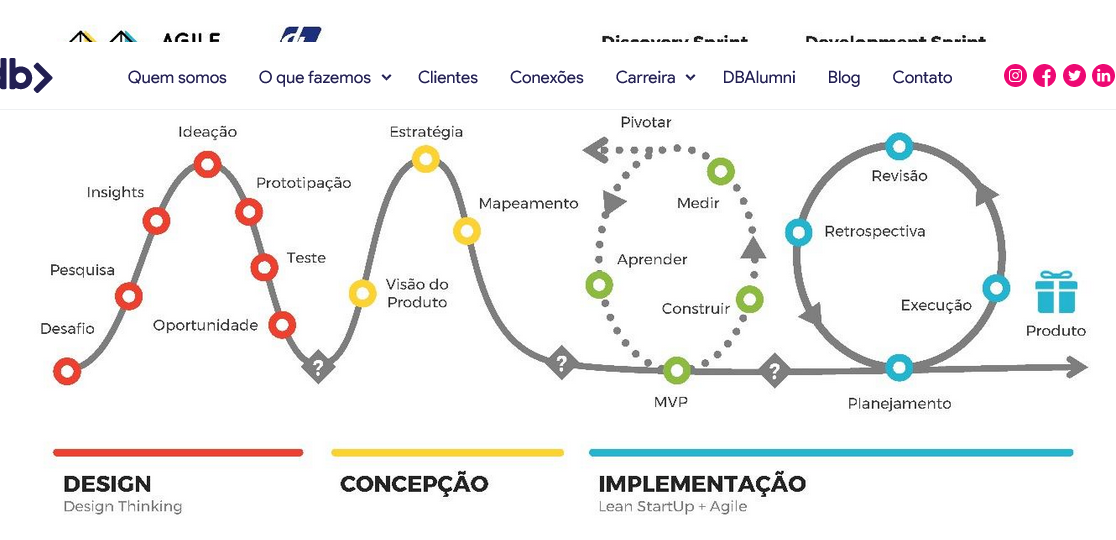 AGILE
Discovery Sprint
Development Sprint
db
Quem somos
O que fazemos
Clientes
Conexões
Carreira
DBAlumni
Blog
Contato
Ideação
Insights
Prototipação
Pesquisa
Teste
Desafio
Oportunidade
?
Estratégia
Mapeamento
Visão do
Produto
?
Pivotar
Medir
Aprender
Construir
MVP
?
Revisão
Retrospectiva
Execução
Planejamento
Produto
DESIGN
Design Thinking
CONCEPÇÃO
IMPLEMENTAÇÃO
Lean StartUp + Agile